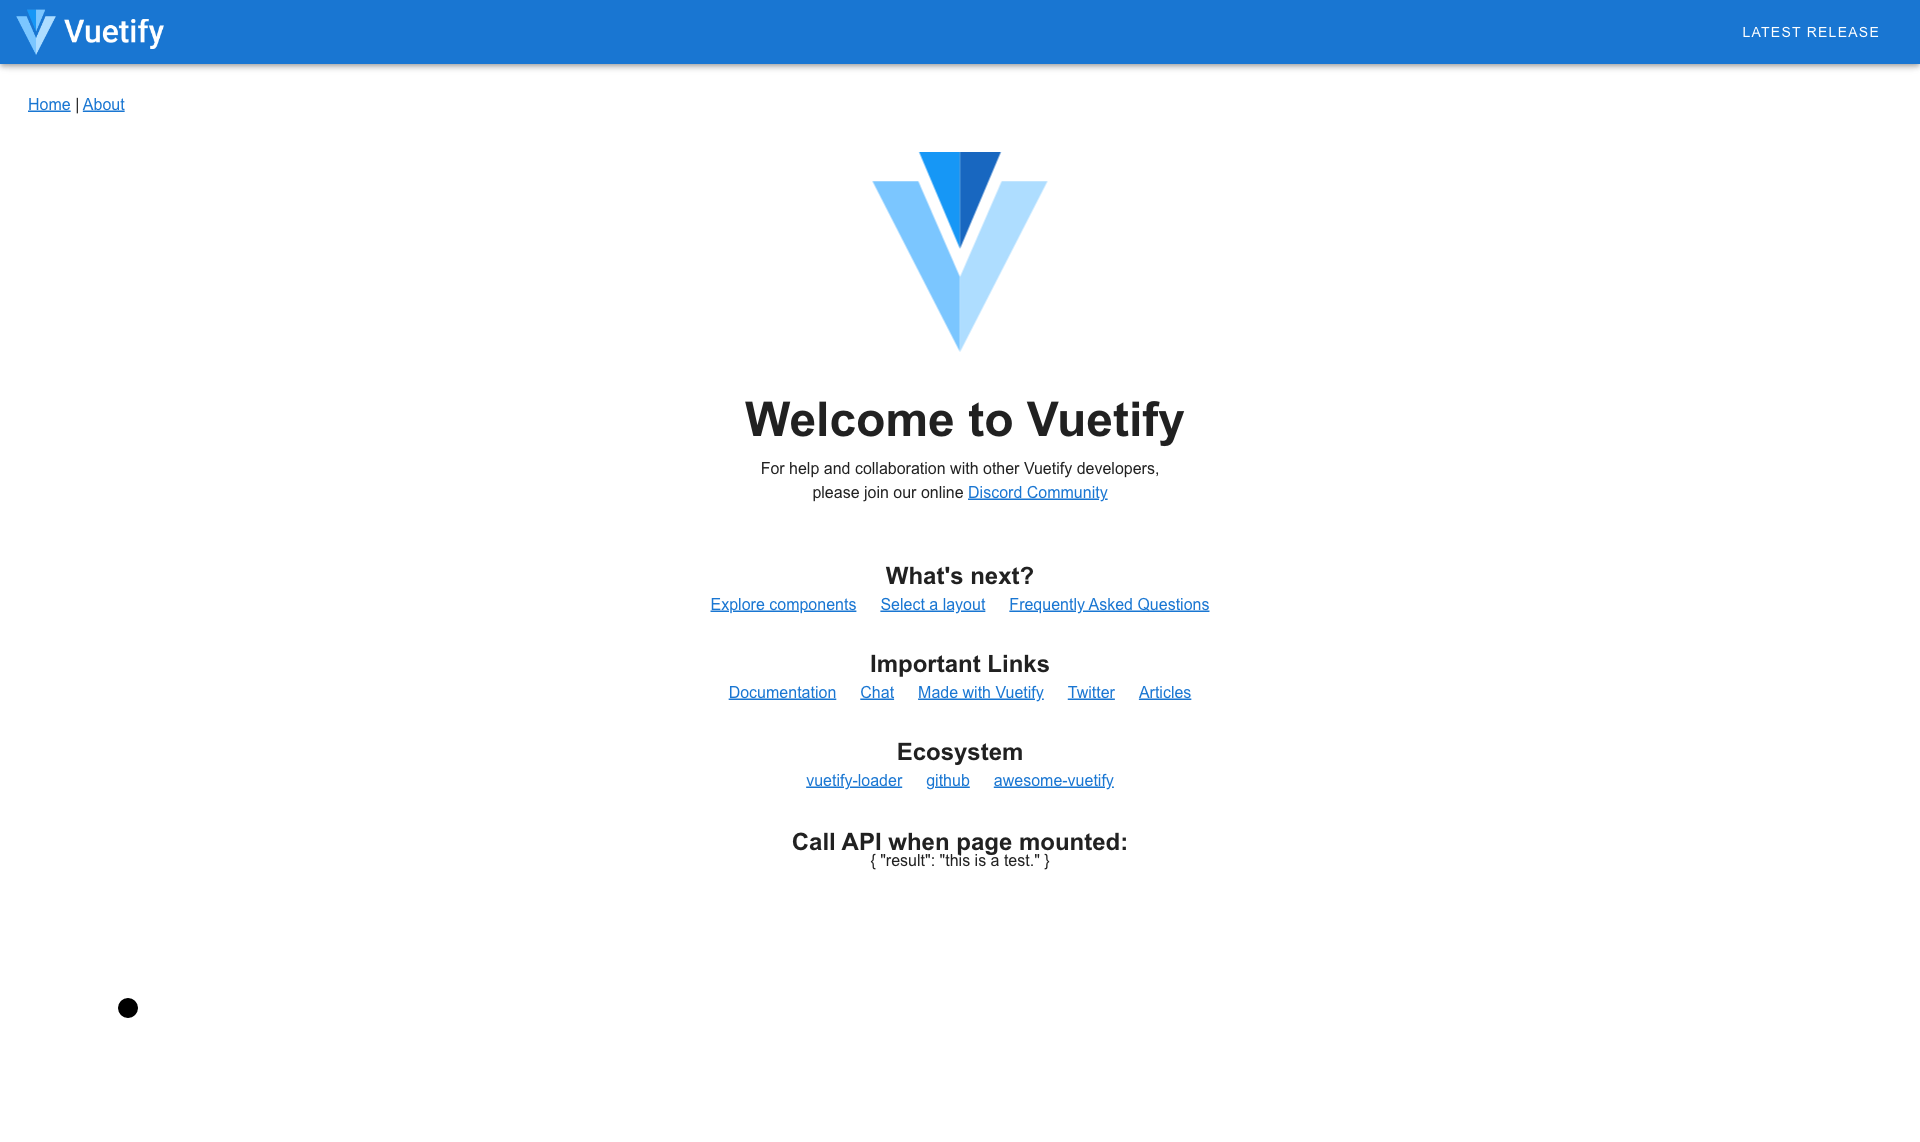 Vuetify
LATEST RELEASE
Home | About
Welcome to Vuetify
For help and collaboration with other Vuetify developers,
please join our online Discord Community
What's next?
Explore components Select a layout Frequently Asked Questions
Important Links
Documentation Chat Made with Vuetify Twitter Articles
Ecosystem
vuetify-loader github awesome-vuetify
Call API when page mounted:
{ "result": "this is a test." }